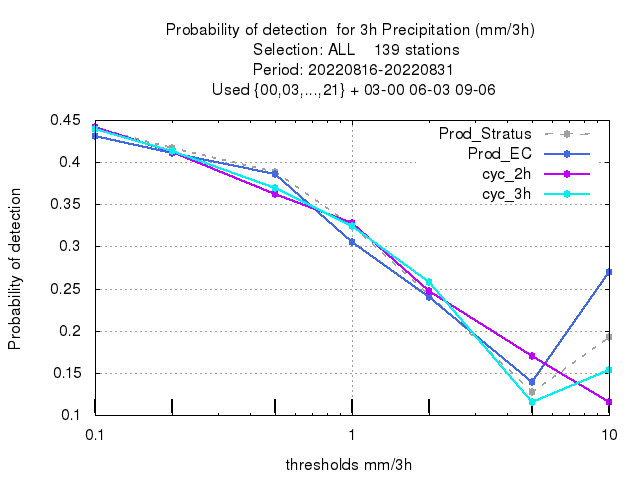 Probability of detection  for 3h Precipitation (mm/3h)
Selection: ALL    139 stations
Period: 20220816-20220831
Used {00,03,...,21} + 03-00 06-03 09-06
Probability of detection
0.45
0.4
0.35
0.3
0.25
0.2
0.15
0.1
Prod_Stratus
Prod_EC
cyc_2h
cyc_3h
0.1 1 10
thresholds mm/3h